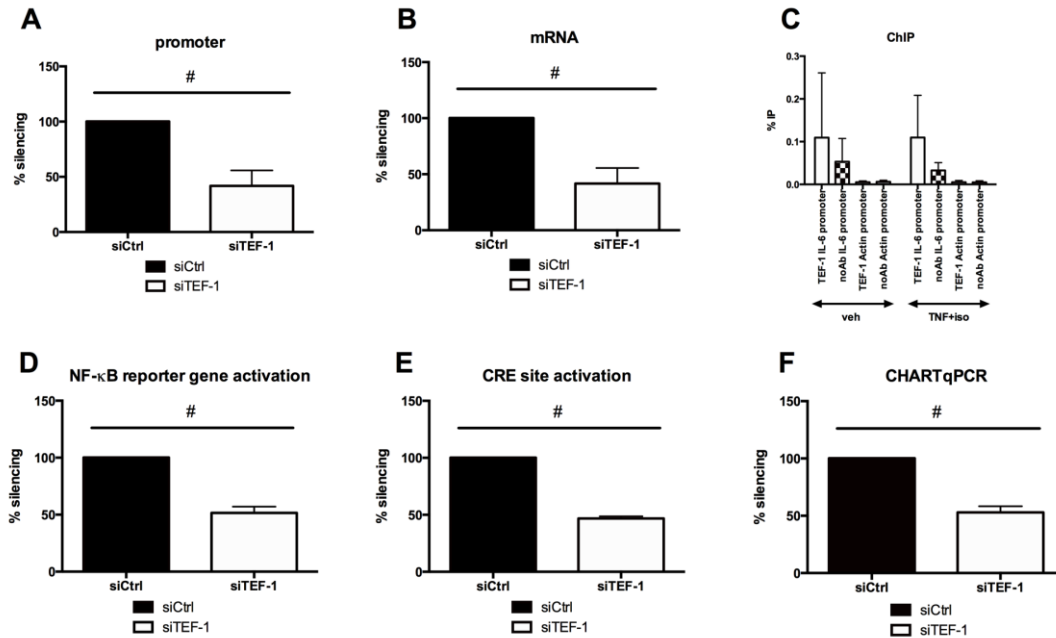 A
promoter
% silencing
150
100
50
0
#
siCtrl
siTEF-1
siCtrl
siTEF-1
B
mRNA
% silencing
150
100
50
0
#
siCtrl
siTEF-1
siCtrl
siTEF-1
C
ChIP
% IP
0.3
0.2
0.1
0.0
TEF-1 IL-6 promoter
noAb IL-6 promoter
TEF-1 Actin promoter
noAb Actin promoter
TEF-1 IL-6 promoter
noAb IL-6 promoter
TEF-1 Actin promoter
noAb Actin promoter
veh
TNF+iso
D
NF-κB reporter gene activation
% silencing
150
100
50
0
#
siCtrl
siTEF-1
siCtrl
siTEF-1
E
CRE site activation
% silencing
150
100
50
0
#
siCtrl
siTEF-1
siCtrl
siTEF-1
F
CHARTqPCR
% silencing
150
100
50
0
#
siCtrl
siTEF-1
siCtrl
siTEF-1